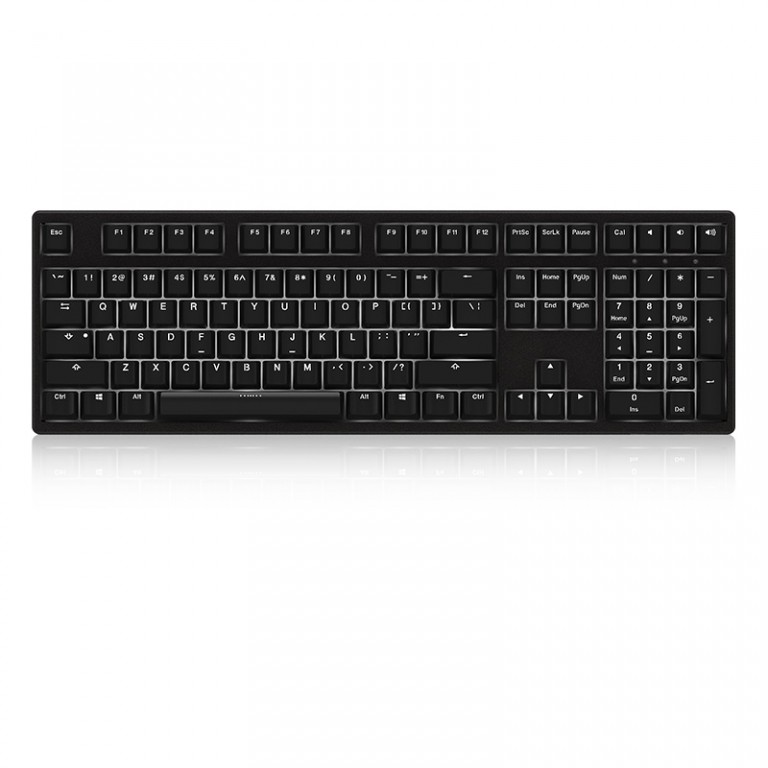 Esc F1 F2 F3 F4 F5 F6 F7 F8 F9 F10 F11 F12 PrtSc ScrLk Pause Cal
`~ 1! 2@ 3# 4$ 5% 6^ 7& 8* 9( 0) -_ =+ Ins Home PgUp Num / * -
Q W E R T Y U I O P [{ ]} \| Del End PgDn 7 Home 8 9 PgUp +
A S D F G H J K L ;: '" 4 5 6
Z X C V B N M ,< .> /? 1 End 2 3 PgDn
Ctrl Alt Alt Fn Ctrl 0 Ins Del